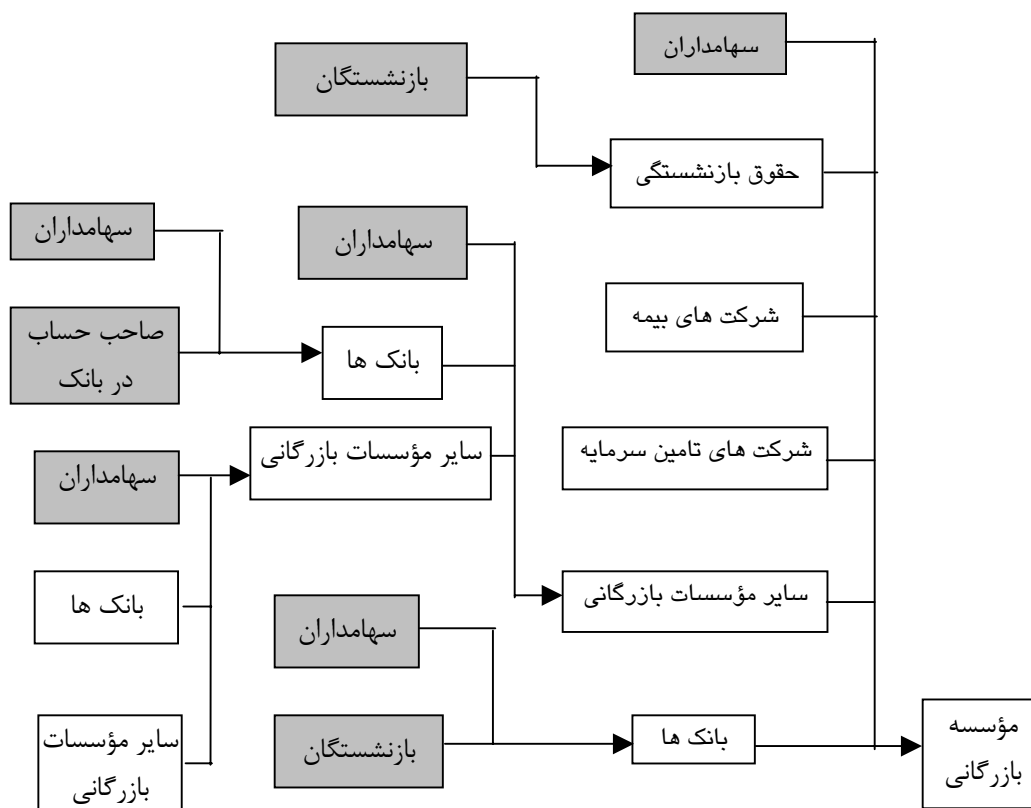 سهامداران
بازنشستگان
حقوق بازنشستگی
سهامداران
سهامداران
شرکت های بیمه
صاحب حساب
در بانک
بانک ها
شرکت های تامین سرمایه
سایر مؤسسات بازرگانی
سهامداران
سایر مؤسسات بازرگانی
بانک ها
سهامداران
مؤسسه
بازرگانی
بانک ها
بازنشستگان
سایر مؤسسات
بازرگانی